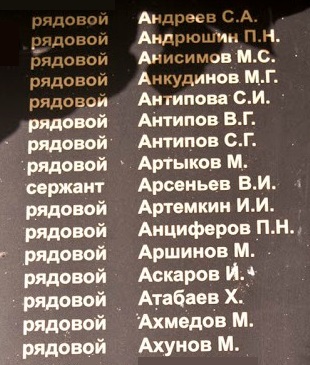 рядовой Андреев С.А.
рядовой Андрюшин П.Н.
рядовой Анисимов М.С.
рядовой Анкудинов М.Г.
рядовой Антипова С.И.
рядовой Антипов В.Г.
рядовой Антипов С.Г.
рядовой Артыков М.
сержант Арсеньев В.И.
рядовой Артемкин И.И.
рядовой Анциферов П.Н.
рядовой Аршинов М.
рядовой Аскаров И.
рядовой Атабаев Х.
рядовой Ахмедов М.
рядовой Ахунов М.